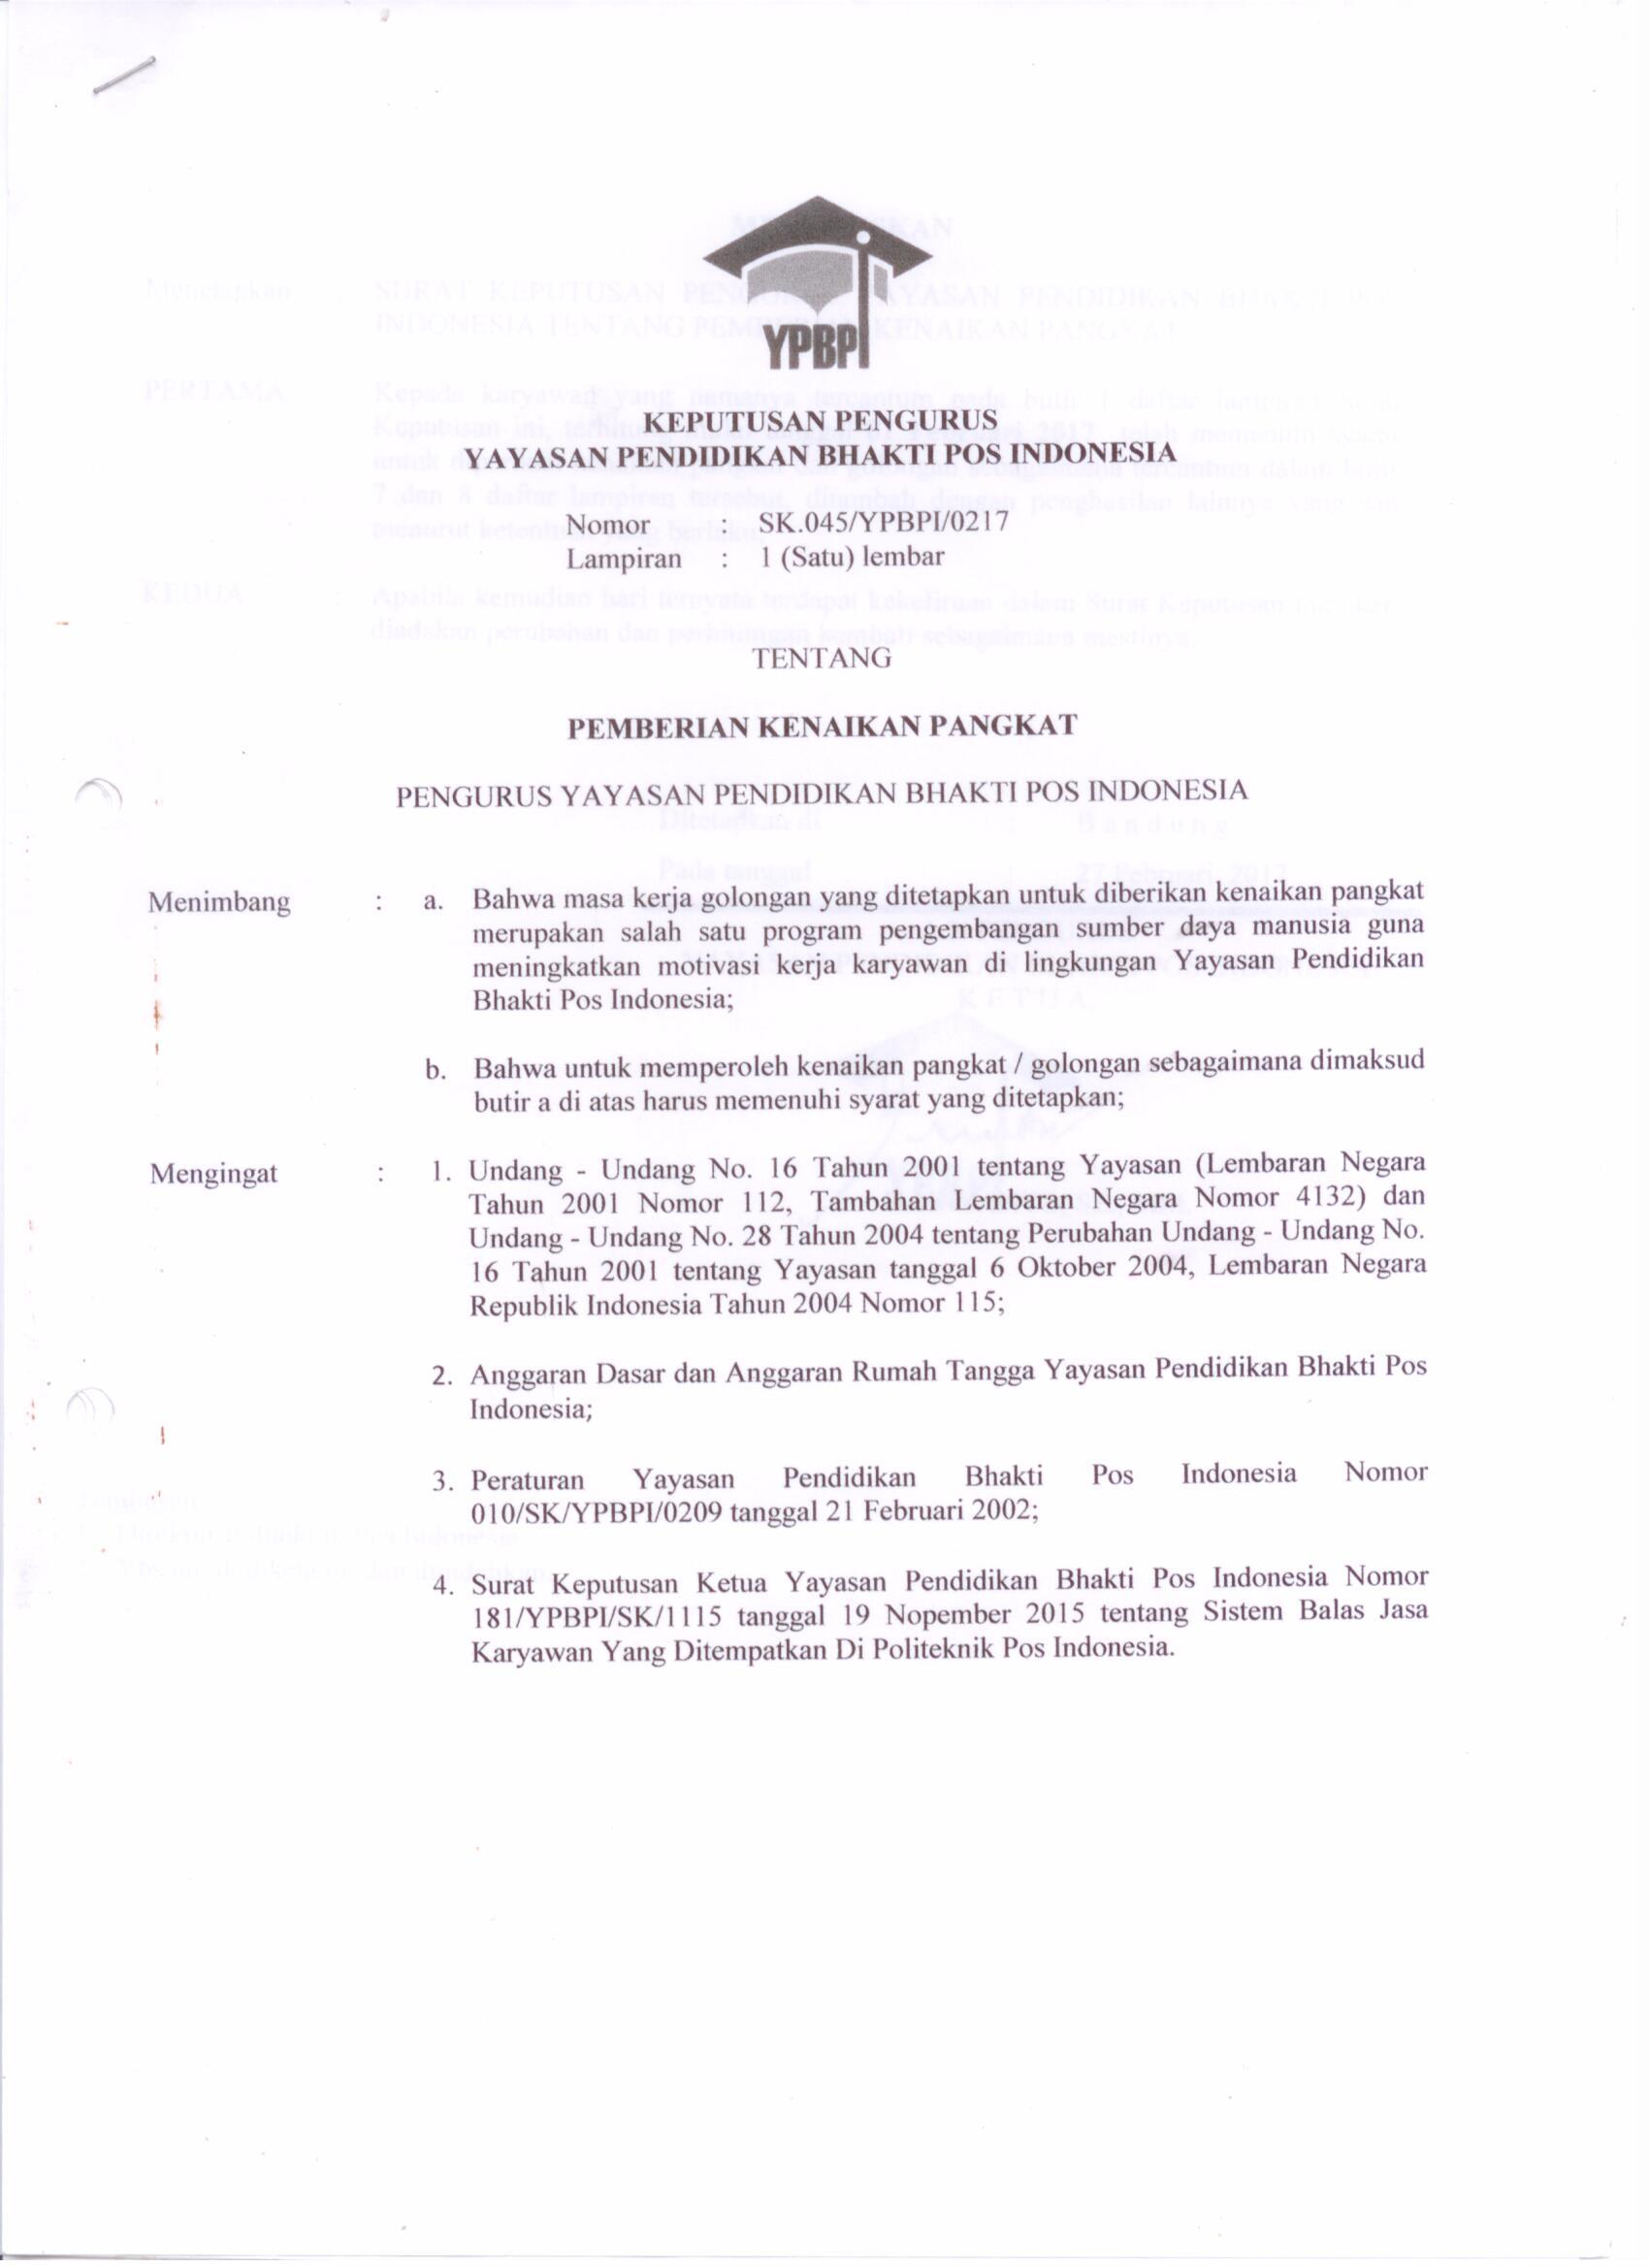 YPBPI
KEPUTUSAN PENGURUS
YAYASAN PENDIDIKAN BHAKTI POS INDONESIA
Nomor : SK.045/YPBPI/0217
Lampiran : 1 (Satu) lembar
TENTANG
PEMBERIAN KENAIKAN PANGKAT
PENGURUS YAYASAN PENDIDIKAN BHAKTI POS INDONESIA
Menimbang : a. Bahwa masa kerja golongan yang ditetapkan untuk diberikan kenaikan pangkat
merupakan salah satu program pengembangan sumber daya manusia guna
meningkatkan motivasi kerja karyawan di lingkungan Yayasan Pendidikan
Bhakti Pos Indonesia;
b. Bahwa untuk memperoleh kenaikan pangkat / golongan sebagaimana dimaksud
butir a di atas harus memenuhi syarat yang ditetapkan;
Mengingat : 1. Undang - Undang No. 16 Tahun 2001 tentang Yayasan (Lembaran Negara
Tahun 2001 Nomor 112, Tambahan Lembaran Negara Nomor 4132) dan
Undang - Undang No. 28 Tahun 2004 tentang Perubahan Undang - Undang No.
16 Tahun 2001 tentang Yayasan tanggal 6 Oktober 2004, Lembaran Negara
Republik Indonesia Tahun 2004 Nomor 115;
2. Anggaran Dasar dan Anggaran Rumah Tangga Yayasan Pendidikan Bhakti Pos
Indonesia;
3. Peraturan Yayasan Pendidikan Bhakti Pos Indonesia Nomor
010/SK/YPBPI/0209 tanggal 21 Februari 2002;
4. Surat Keputusan Ketua Yayasan Pendidikan Bhakti Pos Indonesia Nomor
181/YPBPI/SK/1115 tanggal 19 Nopember 2015 tentang Sistem Balas Jasa
Karyawan Yang Ditempatkan Di Politeknik Pos Indonesia.